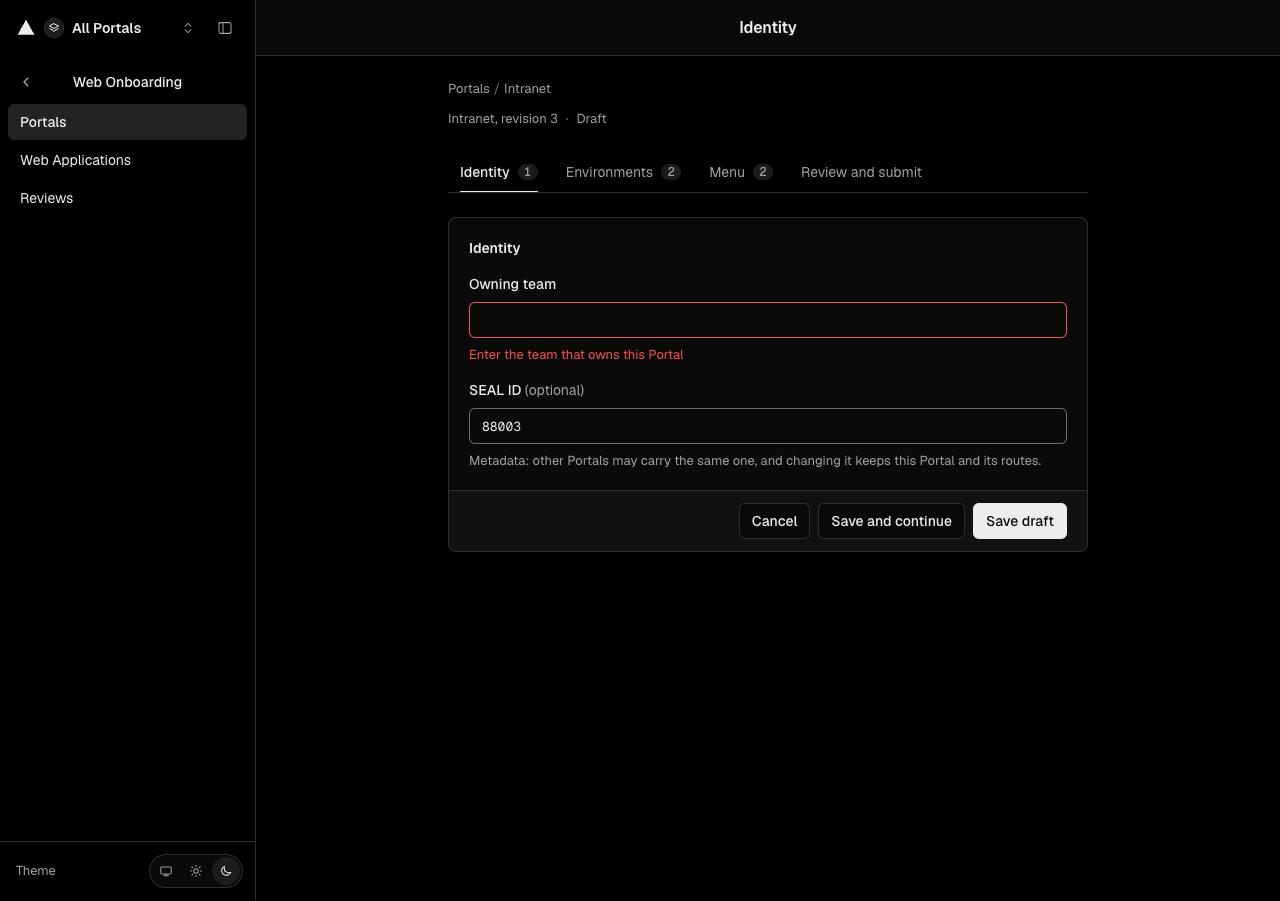 All Portals
Identity
Web Onboarding
Portals
Web Applications
Reviews
Portals / Intranet
Intranet, revision 3 · Draft
Identity 1 Environments 2 Menu 2 Review and submit
Identity
Owning team
Enter the team that owns this Portal
SEAL ID (optional)
88003
Metadata: other Portals may carry the same one, and changing it keeps this Portal and its routes.
Cancel Save and continue Save draft
Theme